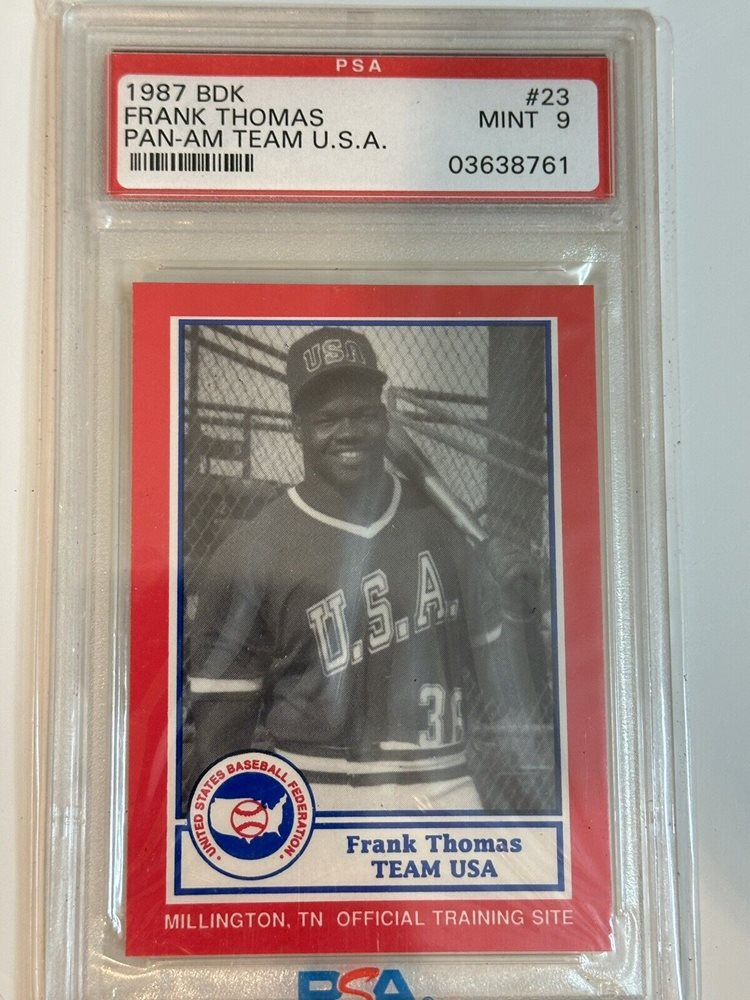 PSA
1987 BDK #23
FRANK THOMAS MINT 9
PAN-AM TEAM U.S.A.
03638761
USA
U.S.A.
UNITED STATES BASEBALL FEDERATION
Frank Thomas
TEAM USA
MILLINGTON, TN OFFICIAL TRAINING SITE
PSA